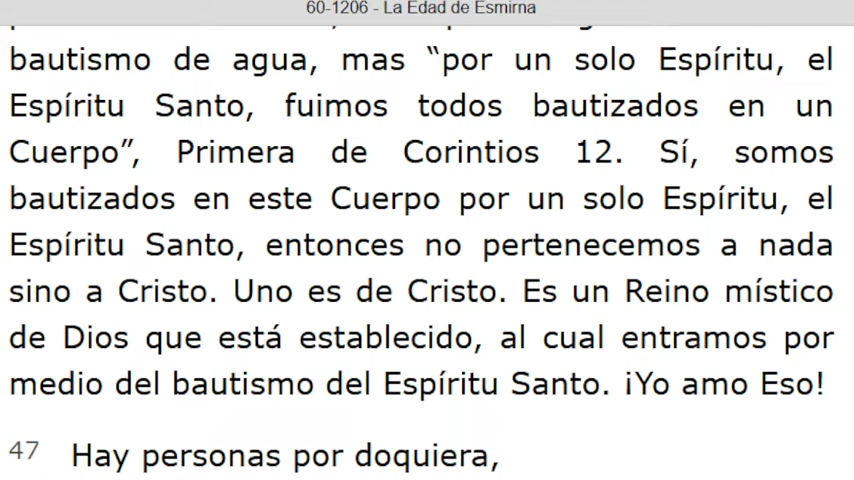 60-1206 - La Edad de Esmirna
bautismo de agua, mas “por un solo Espíritu, el
Espíritu Santo, fuimos todos bautizados en un
Cuerpo”, Primera de Corintios 12. Sí, somos
bautizados en este Cuerpo por un solo Espíritu, el
Espíritu Santo, entonces no pertenecemos a nada
sino a Cristo. Uno es de Cristo. Es un Reino místico
de Dios que está establecido, al cual entramos por
medio del bautismo del Espíritu Santo. ¡Yo amo Eso!
47 Hay personas por doquiera,